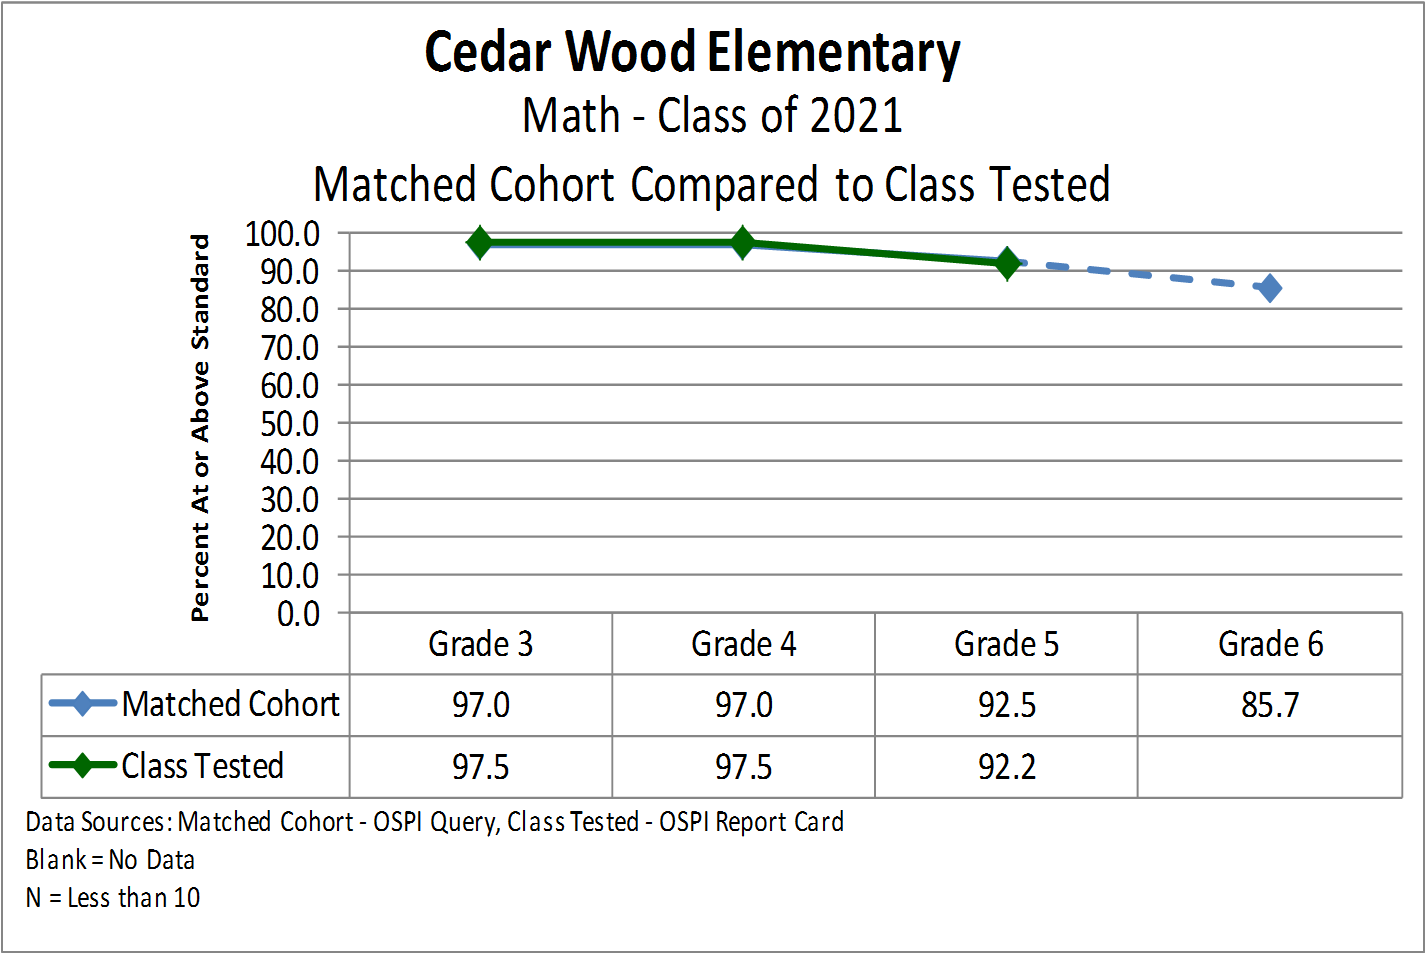 Cedar Wood Elementary
Math - Class of 2021
Matched Cohort Compared to Class Tested
Percent At or Above Standard
100.0
90.0
80.0
70.0
60.0
50.0
40.0
30.0
20.0
10.0
0.0
Grade 3 Grade 4 Grade 5 Grade 6
Matched Cohort 97.0 97.0 92.5 85.7
Class Tested 97.5 97.5 92.2
Data Sources: Matched Cohort - OSPI Query, Class Tested - OSPI Report Card
Blank = No Data
N = Less than 10